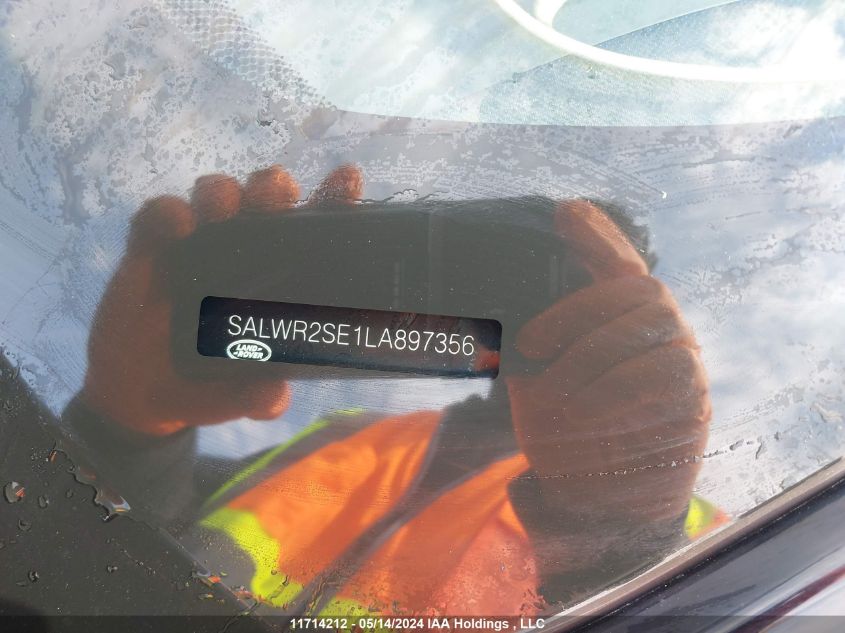 SALWR2SE1LA897356
LAND
ROVER
11714212 - 05/14/2024 IAA Holdings , LLC